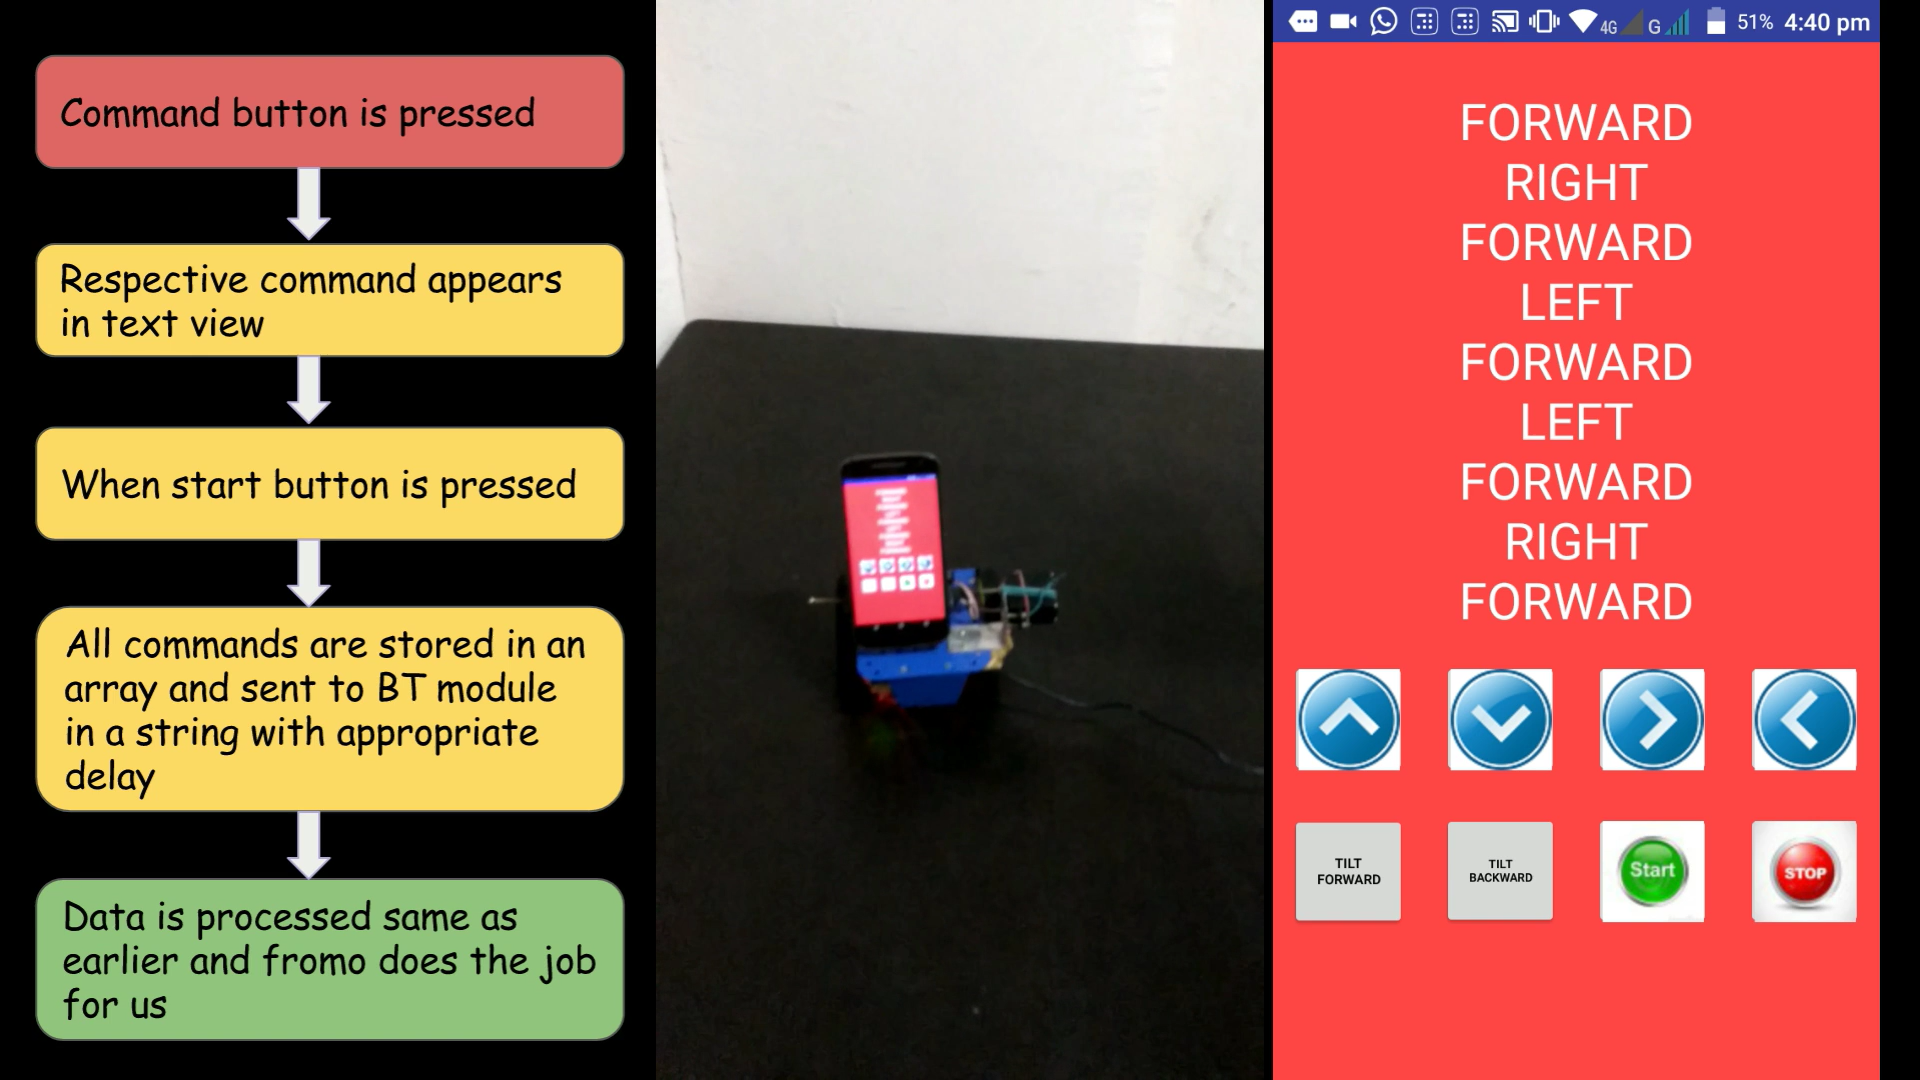 Command button is pressed
Respective command appears
in text view
When start button is pressed
All commands are stored in an
array and sent to BT module
in a string with appropriate
delay
Data is processed same as
earlier and fromo does the job
for us
4G G 51% 4:40 pm
FORWARD
RIGHT
FORWARD
LEFT
FORWARD
LEFT
FORWARD
RIGHT
FORWARD
TILT
FORWARD
TILT
BACKWARD
Start
STOP